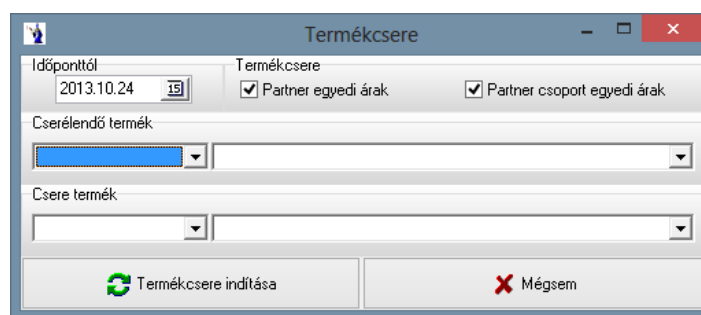 Termékcsere
Időponttól
2013.10.24
15
Termékcsere
Partner egyedi árak
Partner csoport egyedi árak
Cserélendő termék
Csere termék
Termékcsere indítása
Mégsem